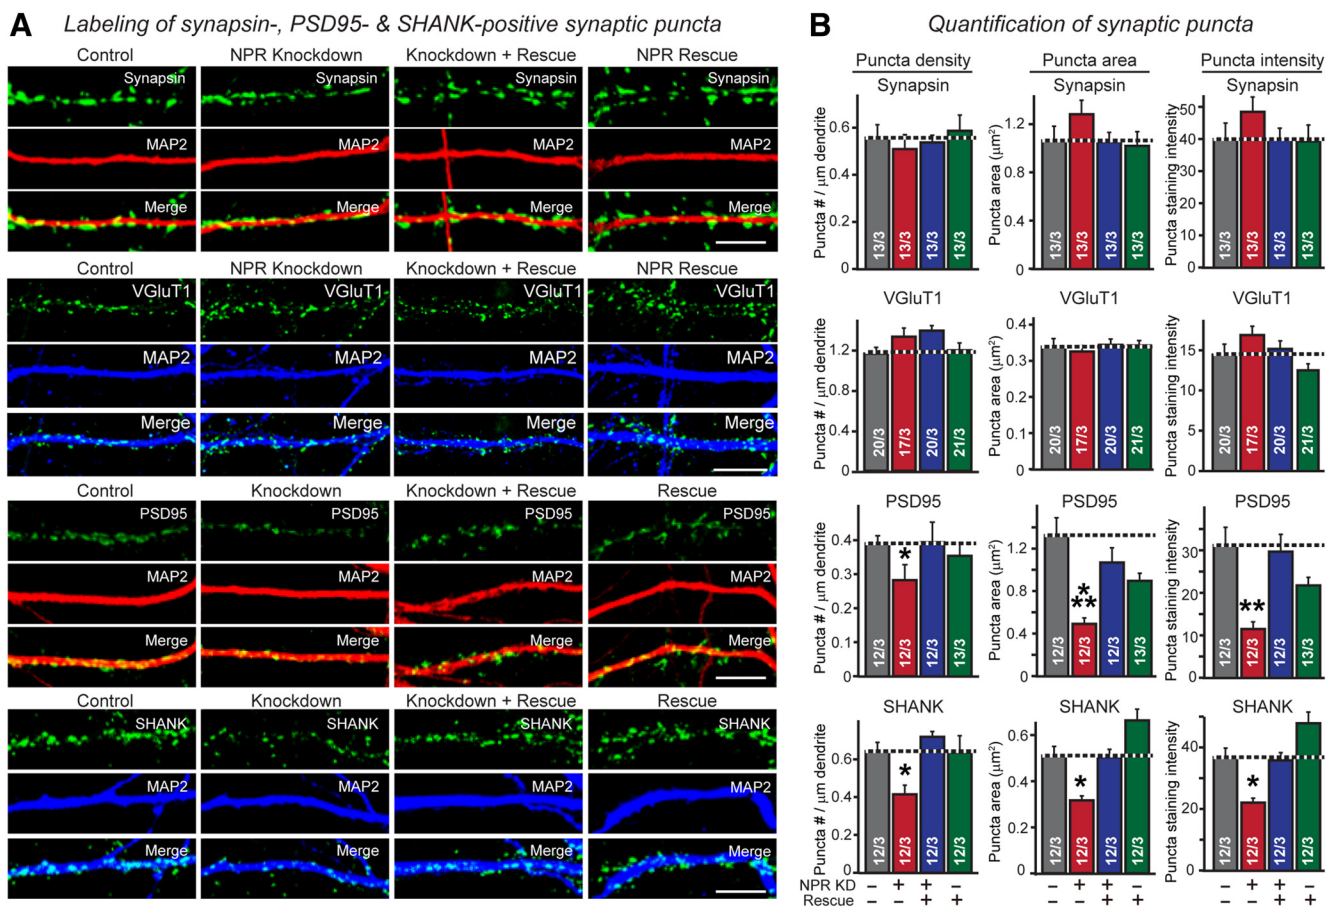 A Labeling of synapsin-, PSD95- & SHANK-positive synaptic puncta
Control NPR Knockdown Knockdown + Rescue NPR Rescue
Synapsin Synapsin Synapsin Synapsin
MAP2 MAP2 MAP2 MAP2
Merge Merge Merge Merge
Control NPR Knockdown Knockdown + Rescue NPR Rescue
VGluT1 VGluT1 VGluT1 VGluT1
MAP2 MAP2 MAP2 MAP2
Merge Merge Merge Merge
Control Knockdown Knockdown + Rescue Rescue
PSD95 PSD95 PSD95 PSD95
MAP2 MAP2 MAP2 MAP2
Merge Merge Merge Merge
Control Knockdown Knockdown + Rescue Rescue
SHANK SHANK SHANK SHANK
MAP2 MAP2 MAP2 MAP2
Merge Merge Merge Merge
B Quantification of synaptic puncta
Puncta density Puncta area Puncta intensity
Synapsin Synapsin Synapsin
Puncta # / µm dendrite
0.6
0.4
0.2
0
13/3 13/3 13/3 13/3
Puncta area (µm²)
1.2
0.8
0.4
0
13/3 13/3 13/3 13/3
Puncta staining intensity
50
40
30
20
10
0
13/3 13/3 13/3 13/3
VGluT1 VGluT1 VGluT1
Puncta # / µm dendrite
1.2
0.8
0.4
0
20/3 17/3 20/3 21/3
Puncta area (µm²)
0.4
0.3
0.2
0.1
0
20/3 17/3 20/3 21/3
Puncta staining intensity
15
10
5
0
20/3 17/3 20/3 21/3
PSD95 PSD95 PSD95
Puncta # / µm dendrite
0.4
0.3
0.2
0.1
0
*
12/3 12/3 12/3 13/3
Puncta area (µm²)
1.2
0.8
0.4
0
*
**
12/3 12/3 12/3 13/3
Puncta staining intensity
30
20
10
0
**
12/3 12/3 12/3 13/3
SHANK SHANK SHANK
Puncta # / µm dendrite
0.6
0.4
0.2
0
*
12/3 12/3 12/3 12/3
Puncta area (µm²)
0.6
0.4
0.2
0
*
12/3 12/3 12/3 12/3
Puncta staining intensity
40
20
0
*
12/3 12/3 12/3 12/3
NPR KD – + + – – + + – – + + –
Rescue – – + + – – + + – – + +